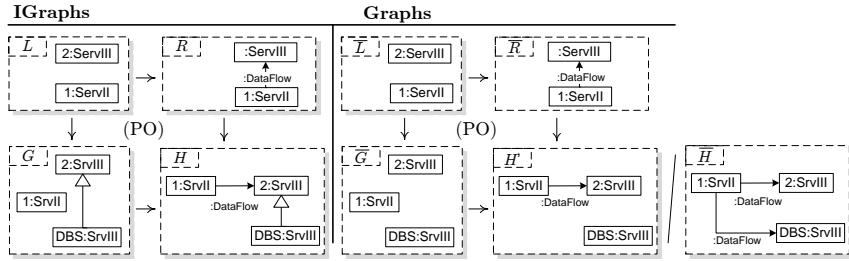 IGraphs Graphs
L R L R
2:ServIII :ServIII 2:ServIII :ServIII
:DataFlow :DataFlow
1:ServII 1:ServII 1:ServII 1:ServII
(PO) (PO)
G H G H' H
2:SrvIII 2:SrvIII
1:SrvII 2:SrvIII 1:SrvII 2:SrvIII 1:SrvII 2:SrvIII
1:SrvII :DataFlow 1:SrvII :DataFlow :DataFlow
DBS:SrvIII DBS:SrvIII DBS:SrvIII DBS:SrvIII DBS:SrvIII
:DataFlow